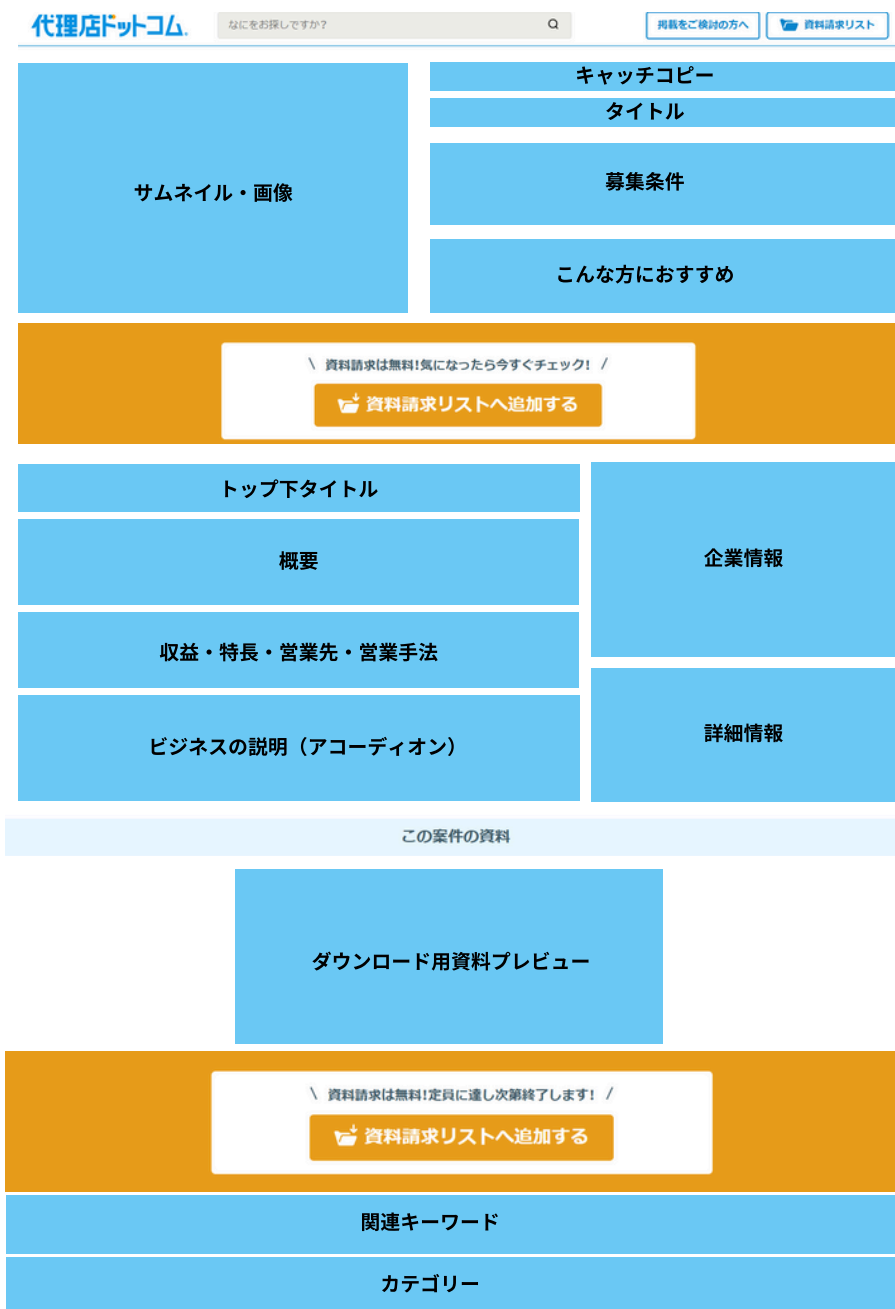 代理店ドットコム.
なにをお探しですか?
掲載をご検討の方へ
資料請求リスト
サムネイル・画像
キャッチコピー
タイトル
募集条件
こんな方におすすめ
\ 資料請求は無料!気になったら今すぐチェック! /
資料請求リストへ追加する
トップ下タイトル
概要
収益・特長・営業先・営業手法
ビジネスの説明（アコーディオン）
企業情報
詳細情報
この案件の資料
ダウンロード用資料プレビュー
\ 資料請求は無料!定員に達し次第終了します! /
資料請求リストへ追加する
関連キーワード
カテゴリー